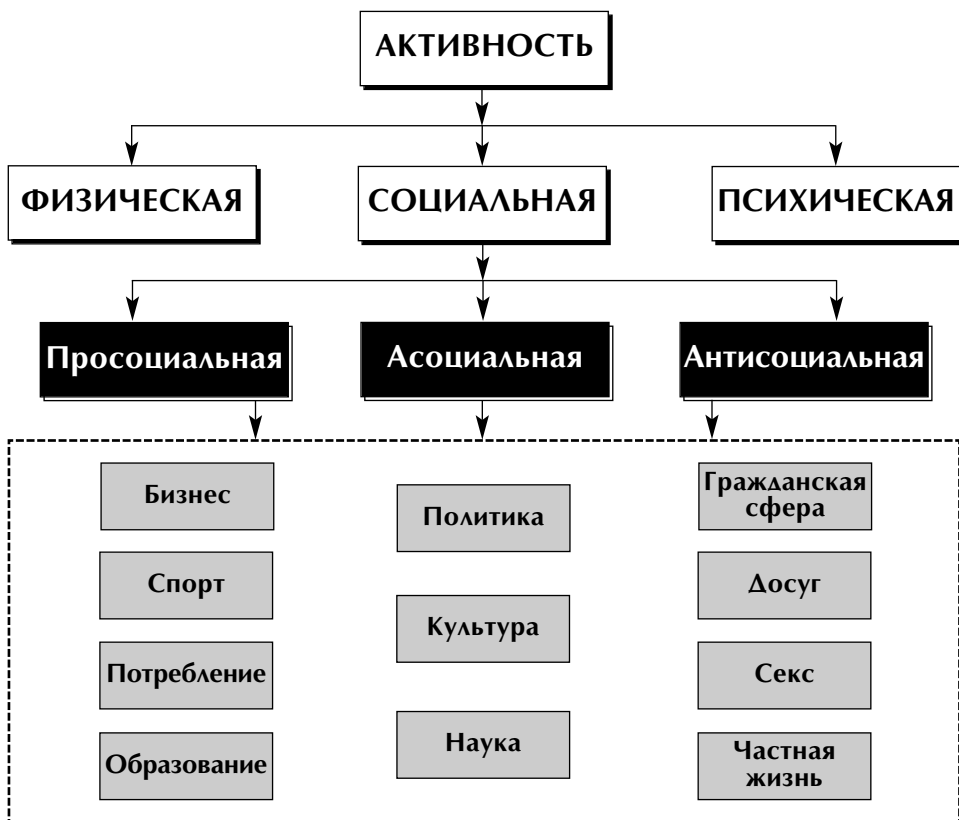 АКТИВНОСТЬ
ФИЗИЧЕСКАЯ
СОЦИАЛЬНАЯ
ПСИХИЧЕСКАЯ
Просоциальная
Асоциальная
Антисоциальная
Бизнес
Спорт
Потребление
Образование
Политика
Культура
Наука
Гражданская
сфера
Досуг
Секс
Частная
жизнь